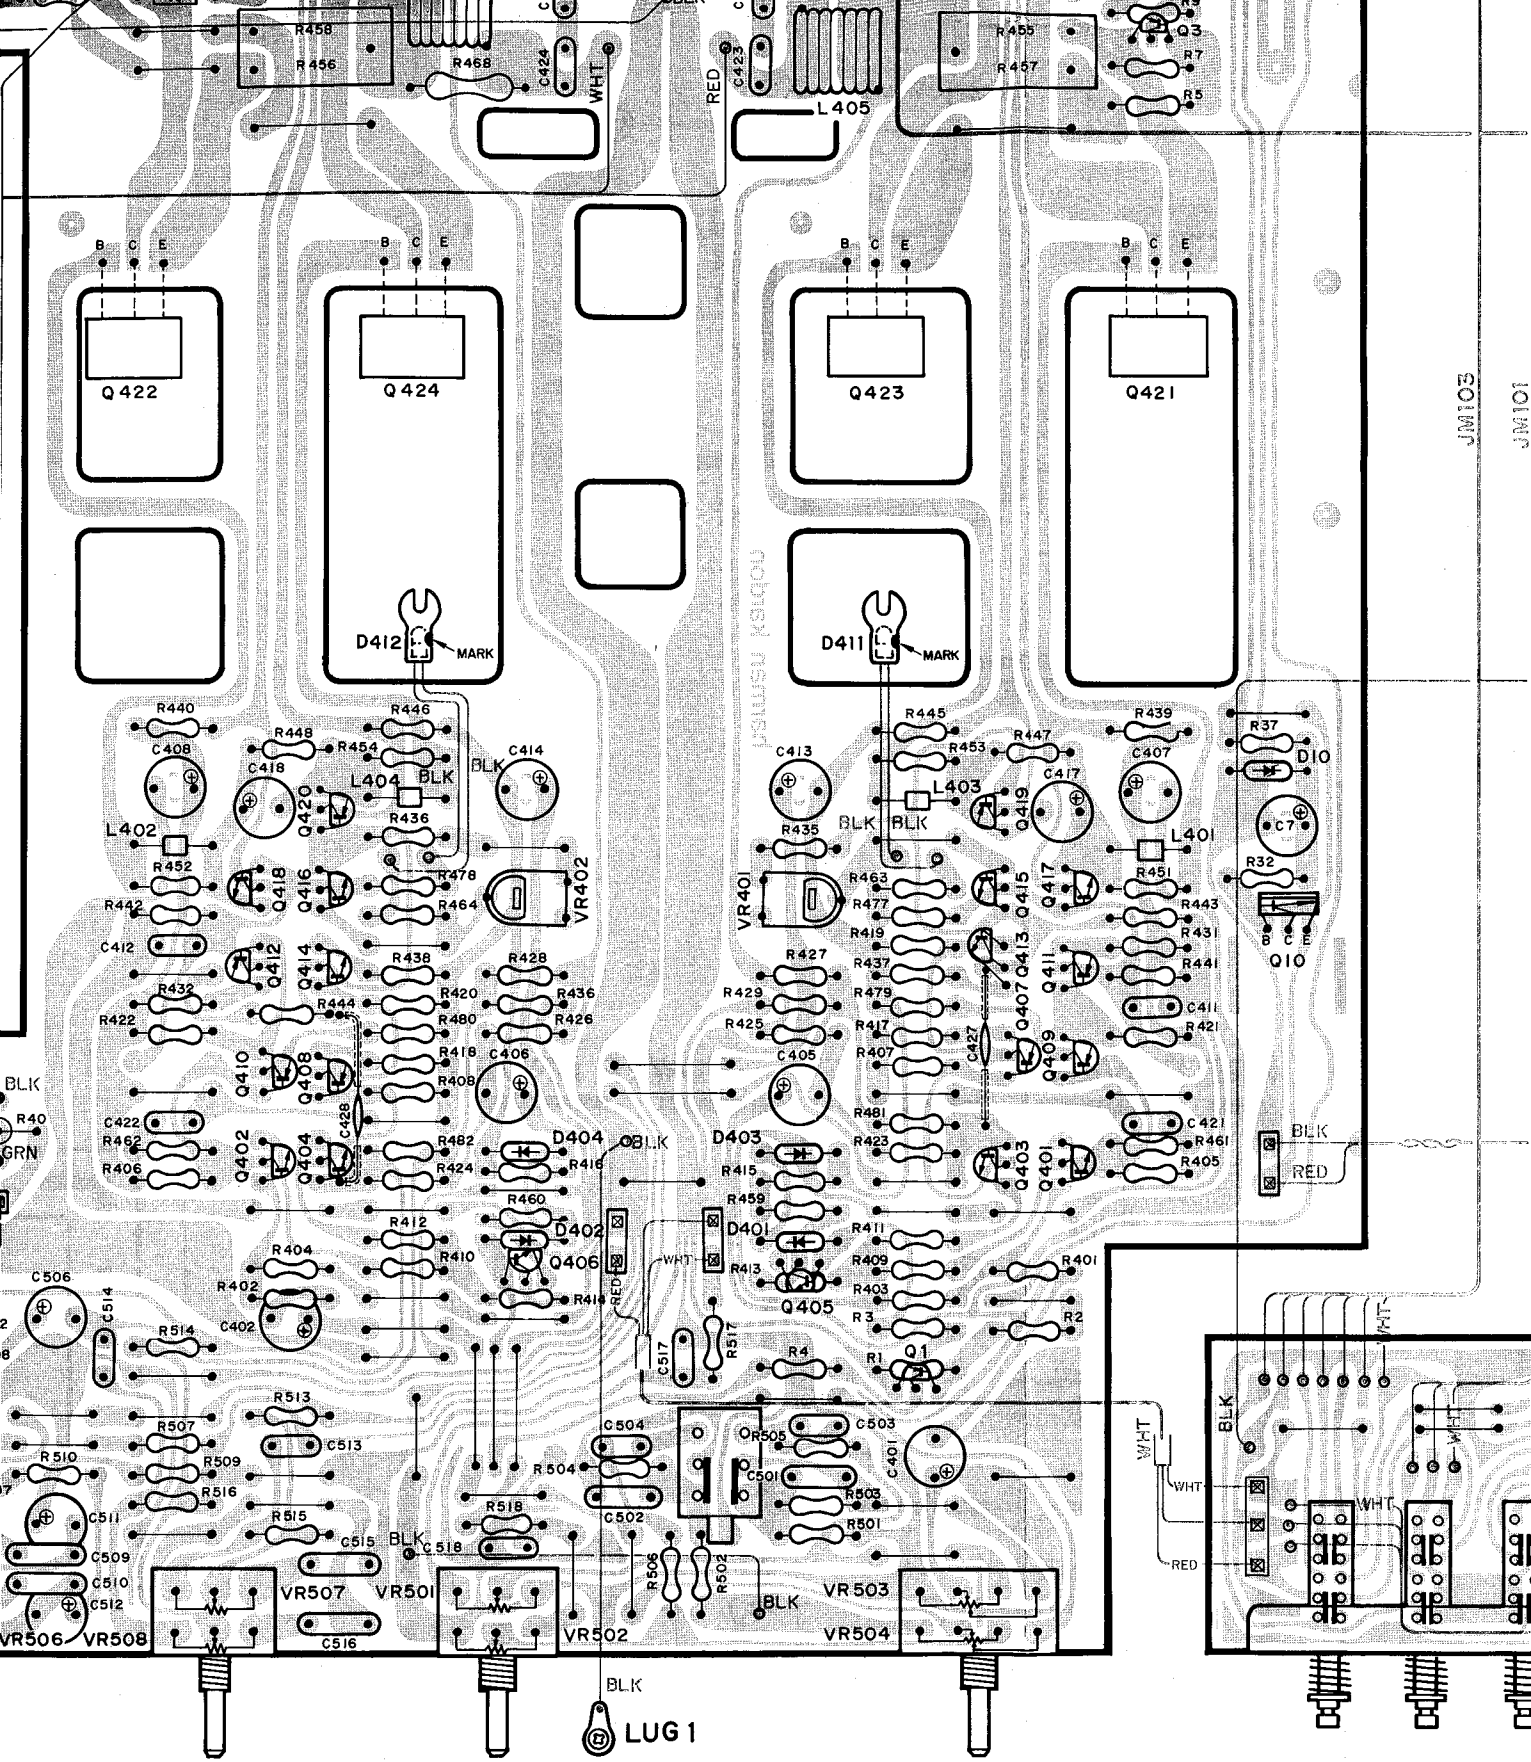 BLK
R458
R456
R468
C424
WHT
RED
C423
L405
R455
R457
Q3
R7
R5
B C E
B C E
B C E
B C E
Q422
Q424
Q423
Q421
JM103
JM101
harman kardon
D412
MARK
D411
MARK
R440
R446
R445
R439
R448
R454
R453
R447
R37
C408
C418
C414
C413
C417
C407
D10
L404
BLK
BLK
L403
Q420
Q419
C7
L402
R436
R435
BLK
BLK
L401
R452
Q418
Q416
R478
VR402
VR401
R463
Q415
Q417
R451
R32
R442
R464
R477
R443
C412
Q412
Q414
R419
Q413
Q411
R431
B C E
Q10
R438
R428
R427
R437
R441
R432
R444
R420
R436
R429
R479
Q407
C411
R422
R480
R426
R425
R417
C427
Q409
R421
Q410
Q408
R418
C406
C405
R407
BLK
R408
R40
GRN
C422
C428
R481
C421
R462
Q402
Q404
R482
D404
BLK
D403
R423
Q403
Q401
R461
BLK
R406
R424
R416
R415
R405
RED
R460
R459
R412
D402
D401
R411
R404
R410
Q406
WHT
R413
R409
R401
C506
R402
R414
RED
Q405
R403
C514
C402
R3
R2
R514
C517
R517
R4
R1
Q1
WHT
R513
C504
C503
BLK
WHT
WHT
R507
C513
R505
C401
R510
R509
R504
C501
R516
C502
R503
WHT
WHT
C511
R518
R501
R515
C515
BLK
C518
C509
R506
R502
RED
C510
VR507
VR501
VR503
C512
BLK
VR506
VR508
C516
VR502
VR504
BLK
LUG 1